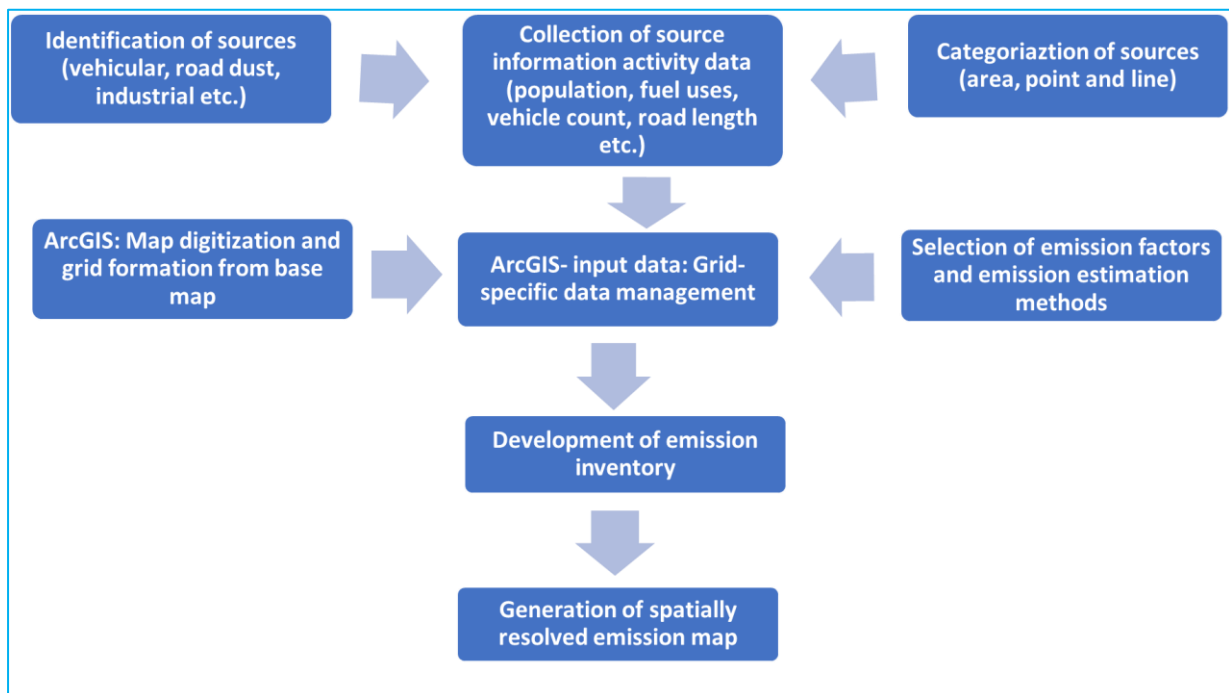 Identification of sources
(vehicular, road dust,
industrial etc.)
Collection of source
information activity data
(population, fuel uses,
vehicle count, road length
etc.)
Categoriaztion of sources
(area, point and line)
ArcGIS: Map digitization and
grid formation from base
map
ArcGIS- input data: Grid-
specific data management
Selection of emission factors
and emission estimation
methods
Development of emission
inventory
Generation of spatially
resolved emission map